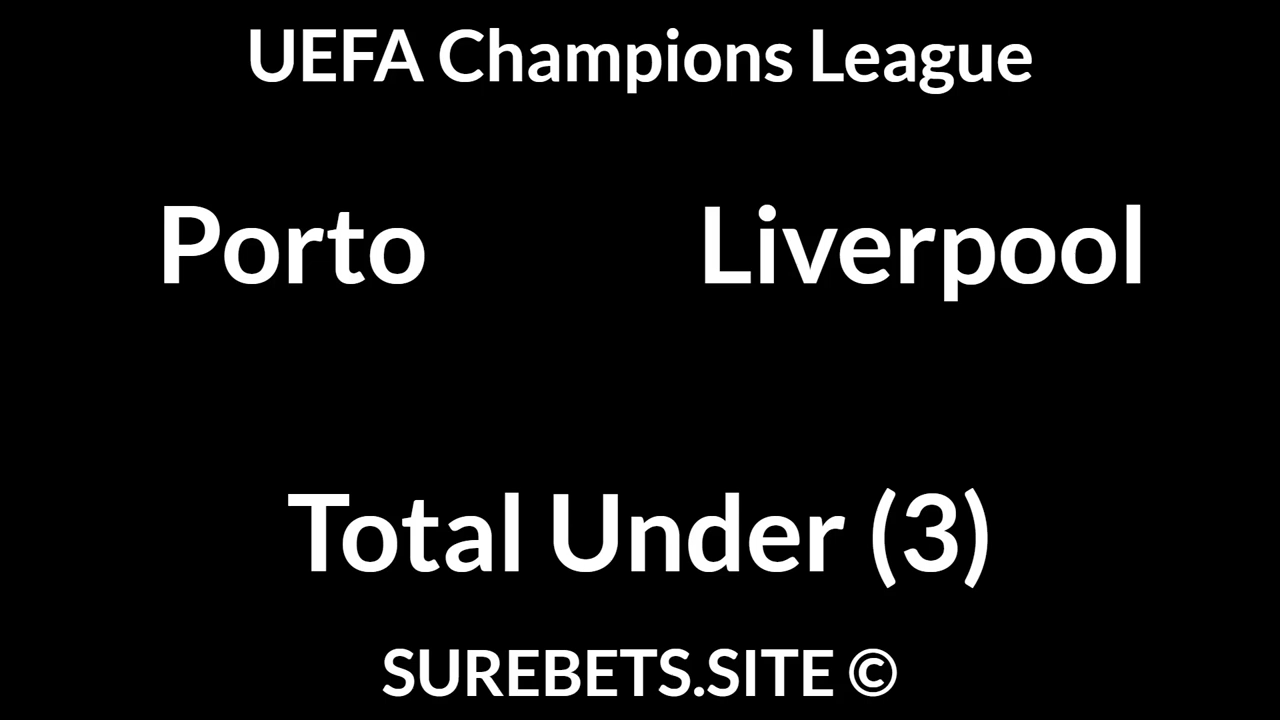 UEFA Champions League
Porto Liverpool
Total Under (3)
SUREBETS.SITE ©